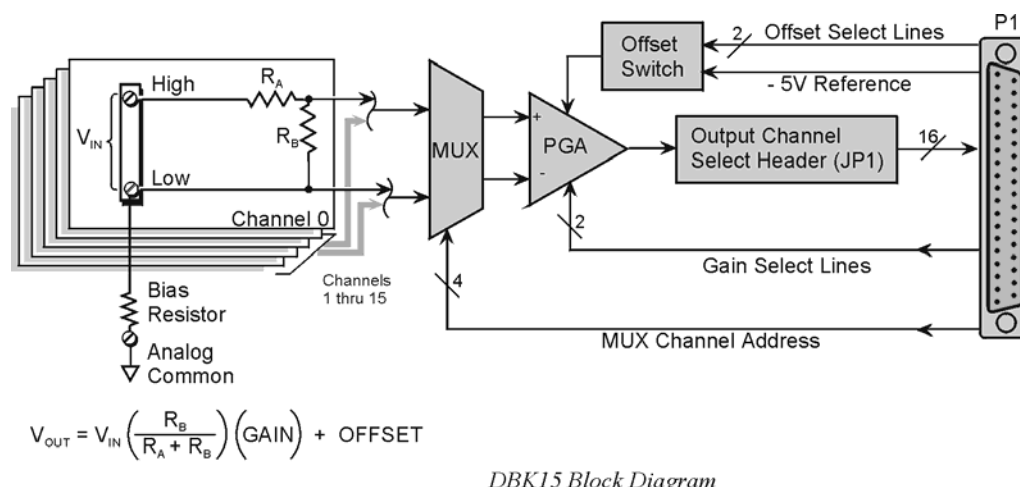 P1
Offset
Switch
2
Offset Select Lines
- 5V Reference
High
RA
VIN
RB
Low
Channel 0
MUX
+
PGA
-
Output Channel
Select Header (JP1)
16
2
Gain Select Lines
Channels
1 thru 15
4
MUX Channel Address
Bias
Resistor
Analog
Common
VOUT = VIN (RB / RA + RB) (GAIN) + OFFSET
DBK15 Block Diagram